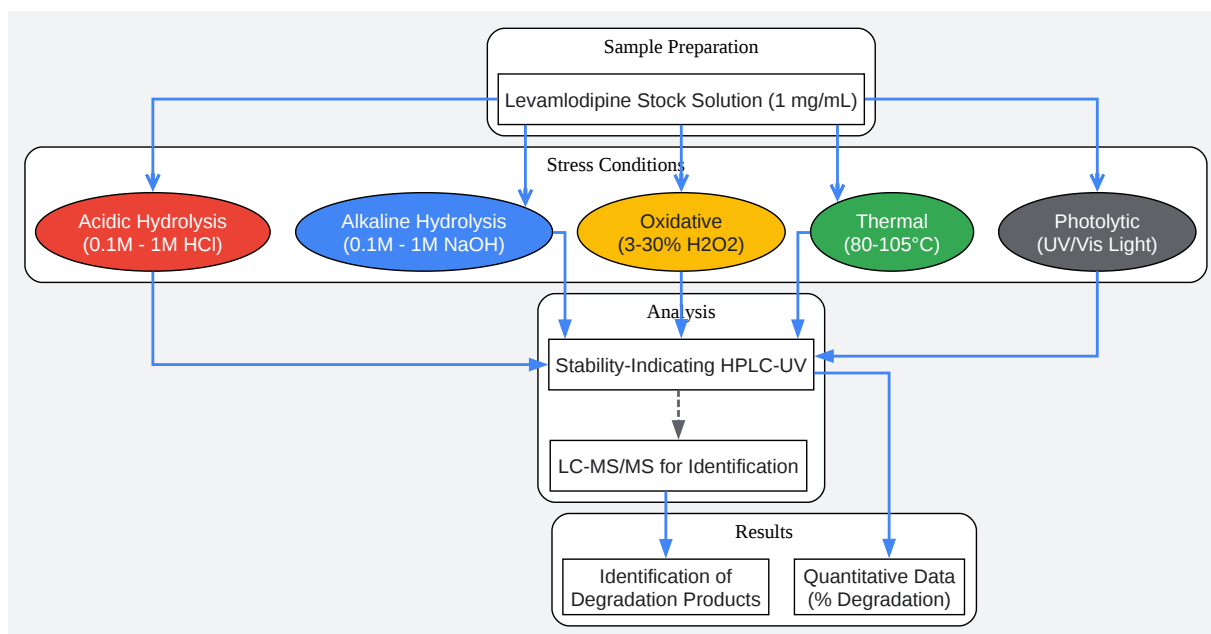 Sample Preparation
Levamlodipine Stock Solution (1 mg/mL)
Stress Conditions
Acidic Hydrolysis
(0.1M - 1M HCl)
Alkaline Hydrolysis
(0.1M - 1M NaOH)
Oxidative
(3-30% H2O2)
Thermal
(80-105°C)
Photolytic
(UV/Vis Light)
Analysis
Stability-Indicating HPLC-UV
LC-MS/MS for Identification
Results
Identification of
Degradation Products
Quantitative Data
(% Degradation)